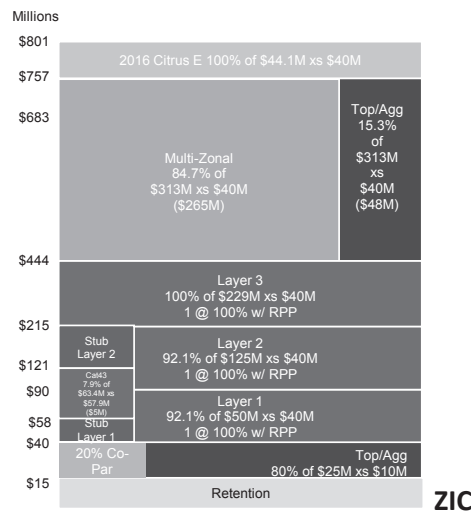 Millions
$801
$757
$683
$444
$215
$121
$90
$58
$40
$15
2016 Citrus E 100% of $44.1M xs $40M
Multi-Zonal
84.7% of
$313M xs $40M
($265M)
Top/Agg
15.3%
of
$313M
xs
$40M
($48M)
Layer 3
100% of $229M xs $40M
1 @ 100% w/ RPP
Stub
Layer 2
Layer 2
92.1% of $125M xs $40M
1 @ 100% w/ RPP
Cat43
7.9% of
$63.4M xs
$57.9M
($5M)
Stub
Layer 1
Layer 1
92.1% of $50M xs $40M
1 @ 100% w/ RPP
20% Co-
Par
Top/Agg
80% of $25M xs $10M
Retention
ZIC